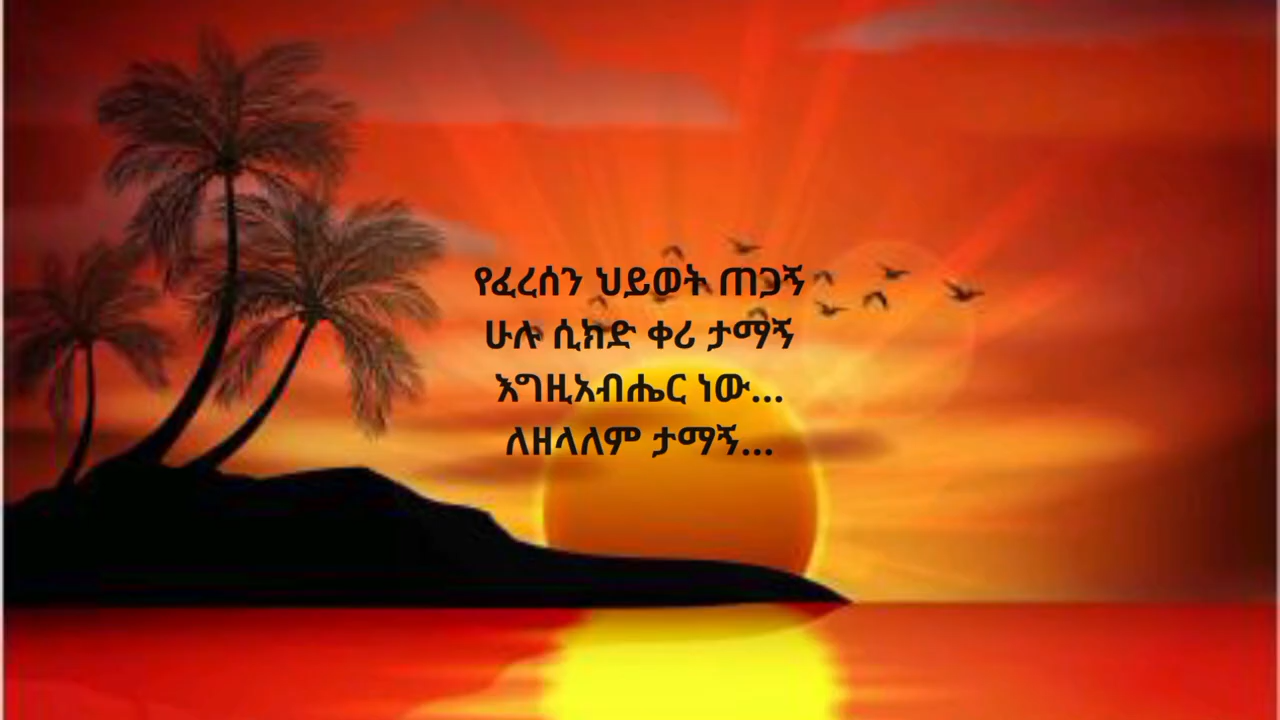 የፈረሰን ህይወት ጠጋኝ
ሁሉ ሲክድ ቀሪ ታማኝ
እግዚአብሔር ነው...
ለዘላለም ታማኝ...